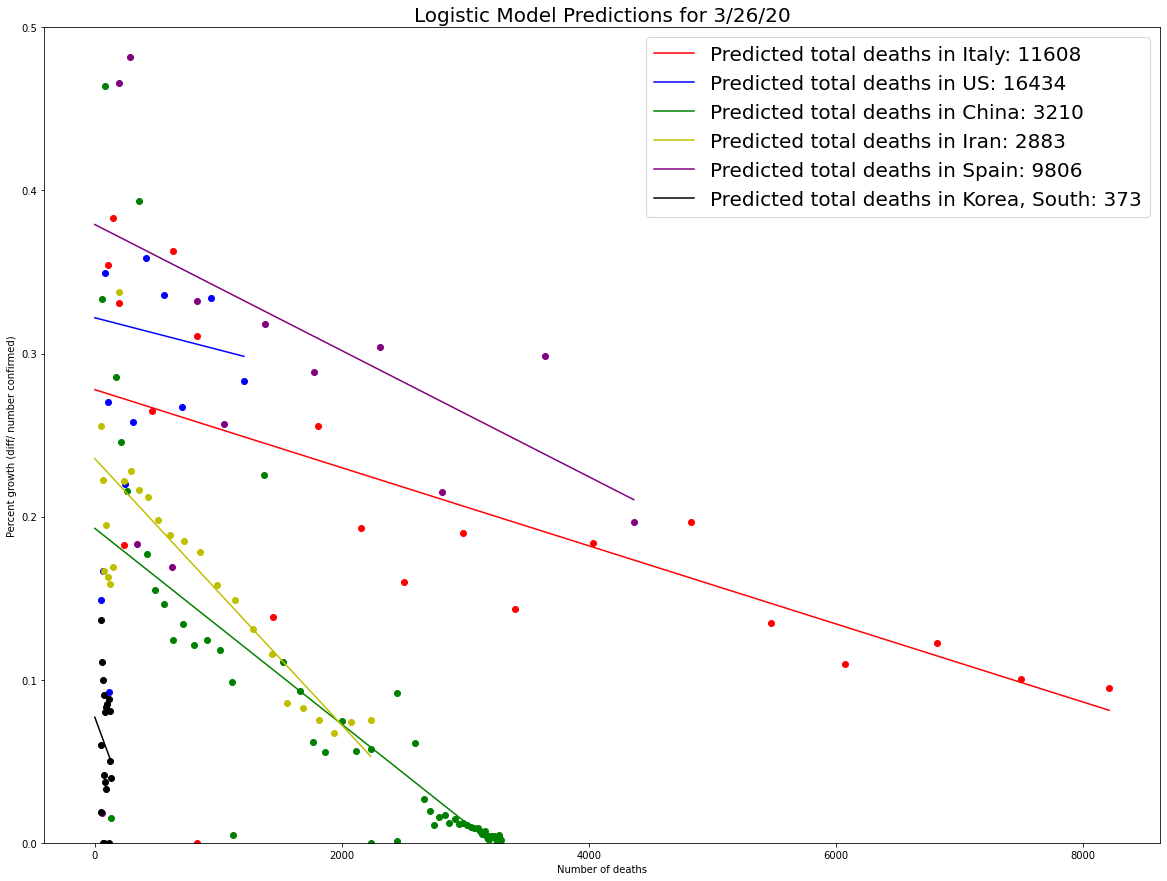 Logistic Model Predictions for 3/26/20
0.5
0.4
0.3
0.2
0.1
0.0
Percent growth (diff/ number confirmed)
Predicted total deaths in Italy: 11608
Predicted total deaths in US: 16434
Predicted total deaths in China: 3210
Predicted total deaths in Iran: 2883
Predicted total deaths in Spain: 9806
Predicted total deaths in Korea, South: 373
0 2000 4000 6000 8000
Number of deaths